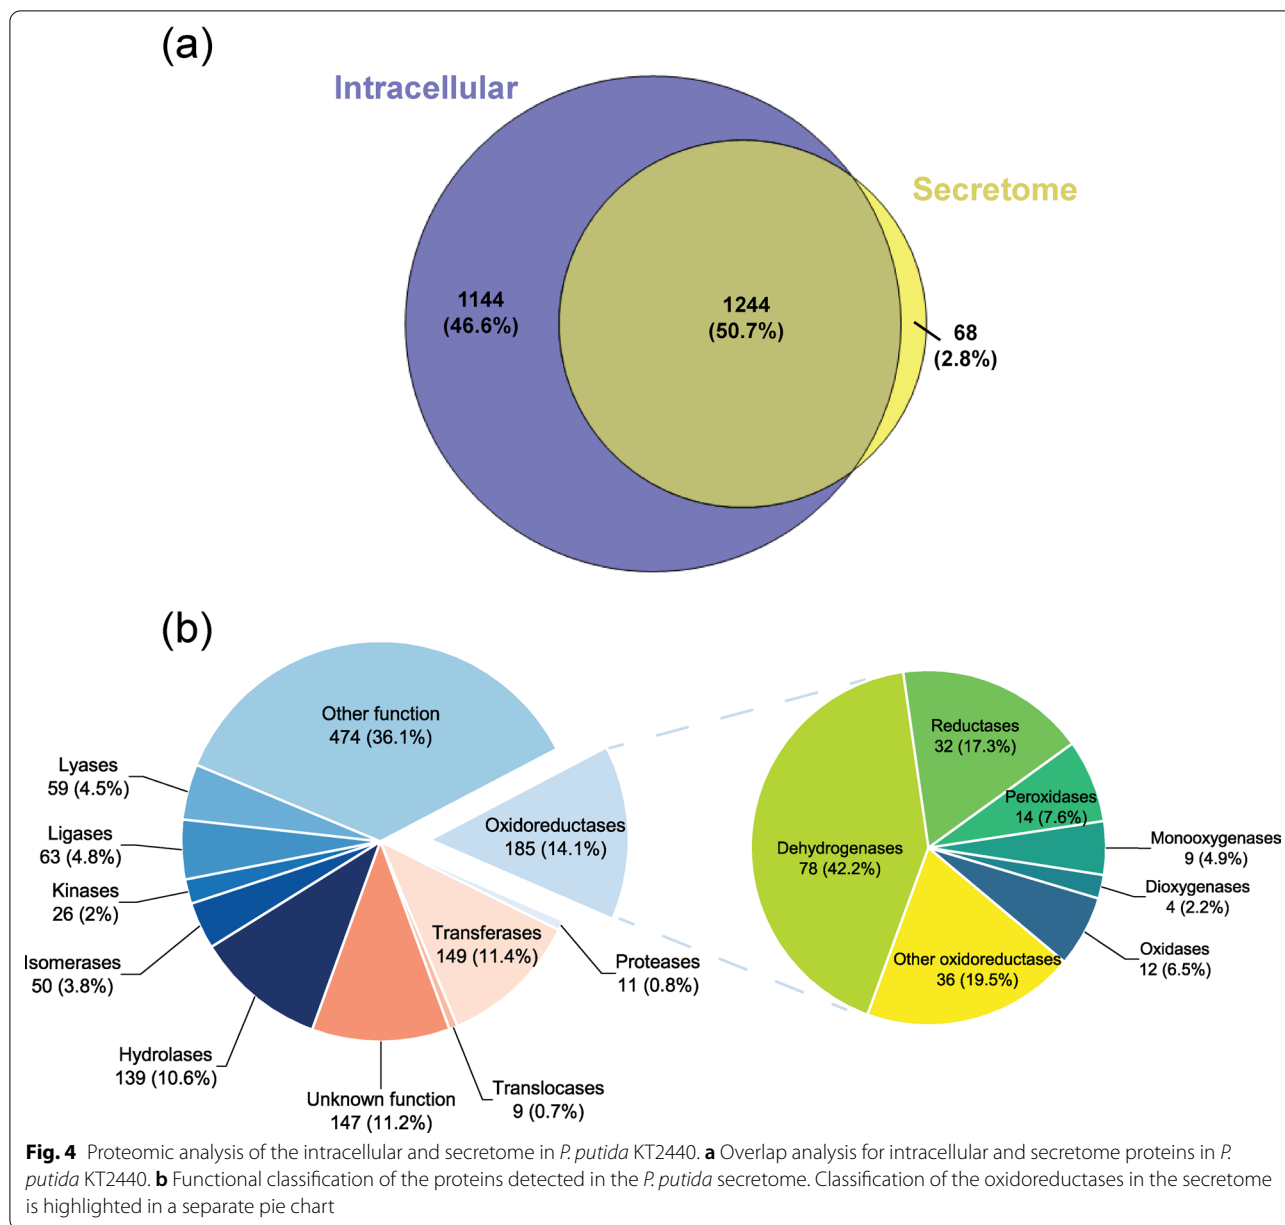 (a)
Intracellular
Secretome
1144
(46.6%)
1244
(50.7%)
68
(2.8%)
(b)
Other function
474 (36.1%)
Lyases
59 (4.5%)
Ligases
63 (4.8%)
Kinases
26 (2%)
Isomerases
50 (3.8%)
Hydrolases
139 (10.6%)
Unknown function
147 (11.2%)
Translocases
9 (0.7%)
Transferases
149 (11.4%)
Proteases
11 (0.8%)
Oxidoreductases
185 (14.1%)
Reductases
32 (17.3%)
Peroxidases
14 (7.6%)
Monooxygenases
9 (4.9%)
Dioxygenases
4 (2.2%)
Oxidases
12 (6.5%)
Other oxidoreductases
36 (19.5%)
Dehydrogenases
78 (42.2%)
Fig. 4 Proteomic analysis of the intracellular and secretome in P. putida KT2440. a Overlap analysis for intracellular and secretome proteins in P.
putida KT2440. b Functional classification of the proteins detected in the P. putida secretome. Classification of the oxidoreductases in the secretome
is highlighted in a separate pie chart